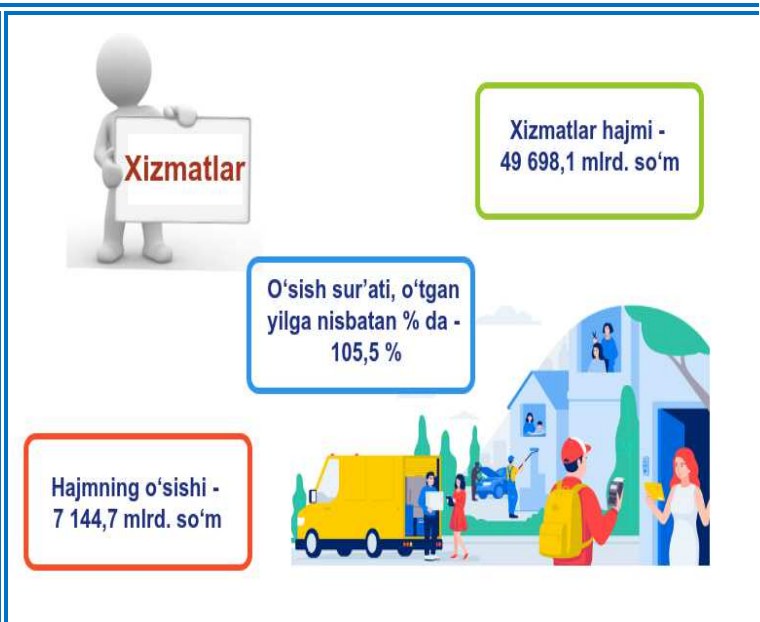 Xizmatlar
Xizmatlar hajmi -
49 698,1 mlrd. so‘m
O‘sish sur’ati, o‘tgan
yilga nisbatan % da -
105,5 %
Hajmning o‘sishi -
7 144,7 mlrd. so‘m